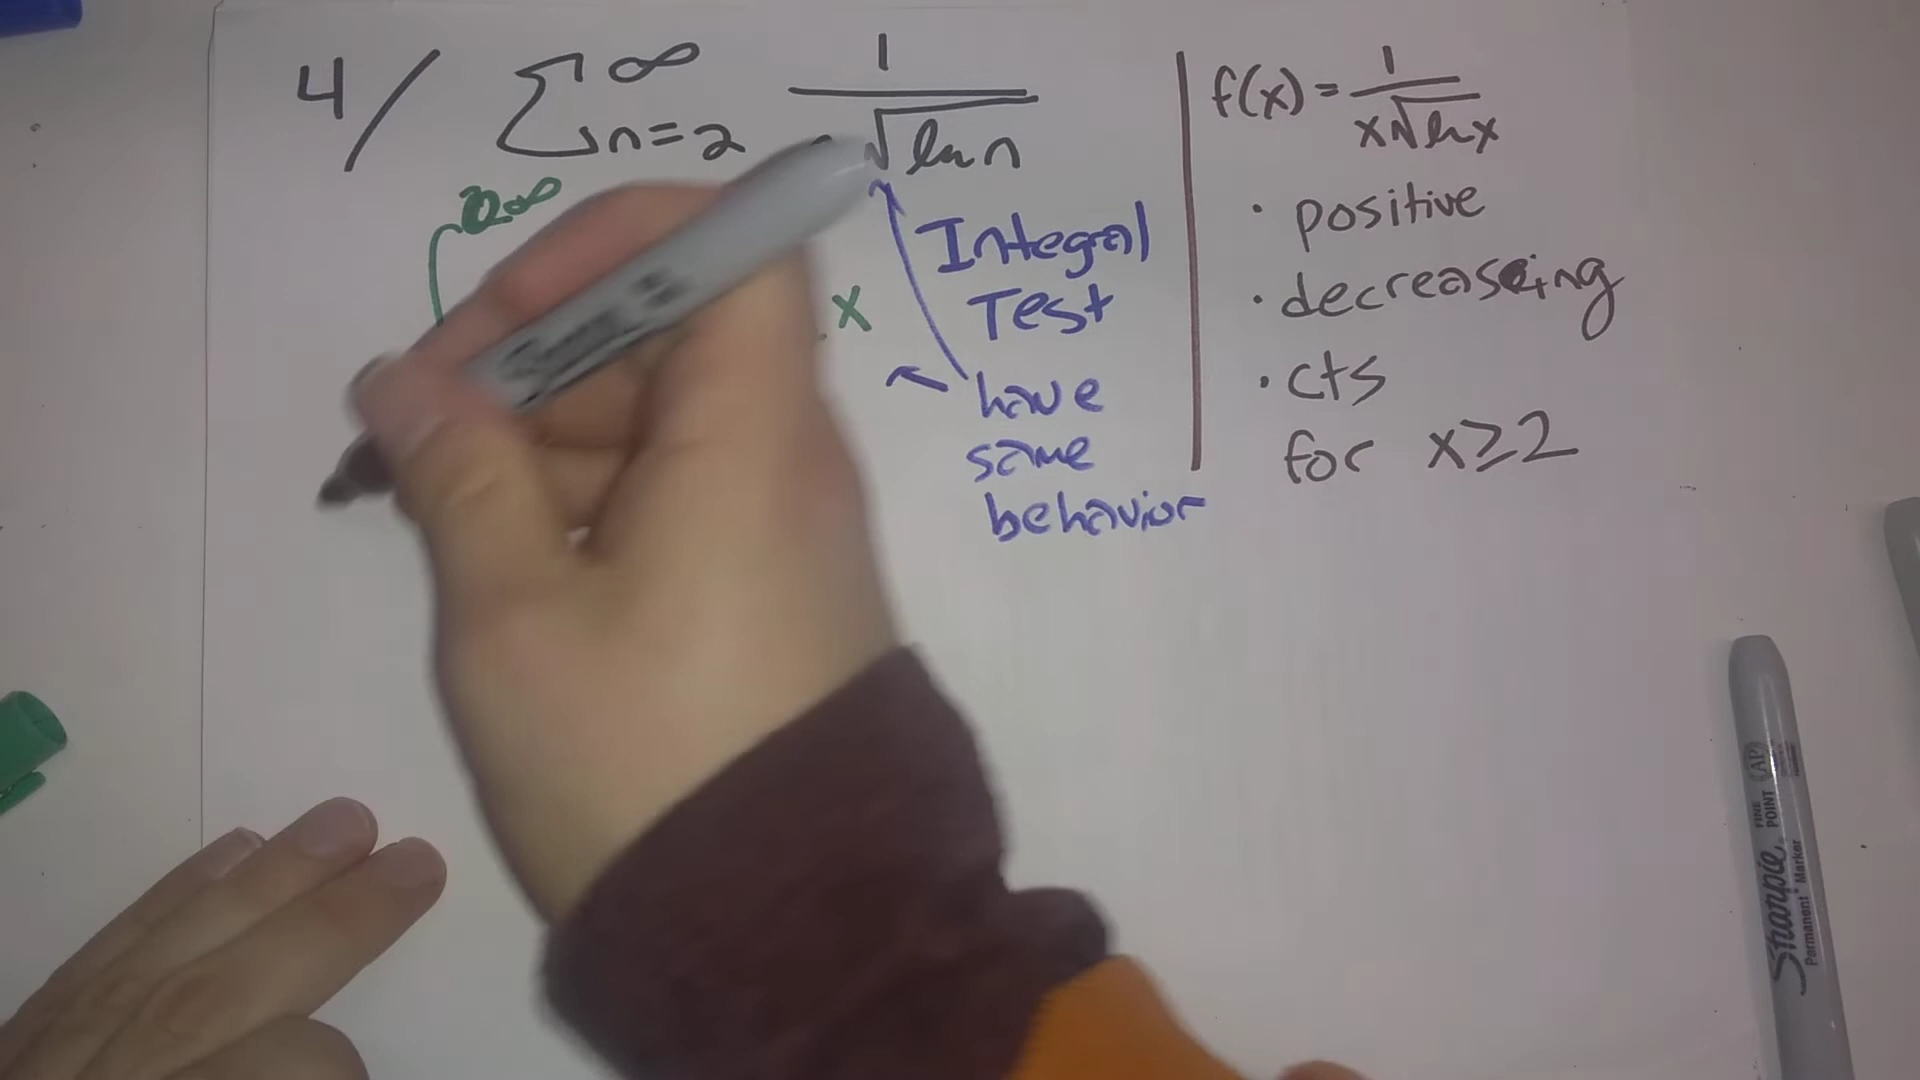 4/ ∑ ∞ n=2 1 / √ln n
∞
x
Integral
Test
have
same
behavior
f(x) = 1 / x√ln x
• positive
• decreasing
• cts
for x≥2
Sharpie
FINE
POINT
Permanent Marker
AP